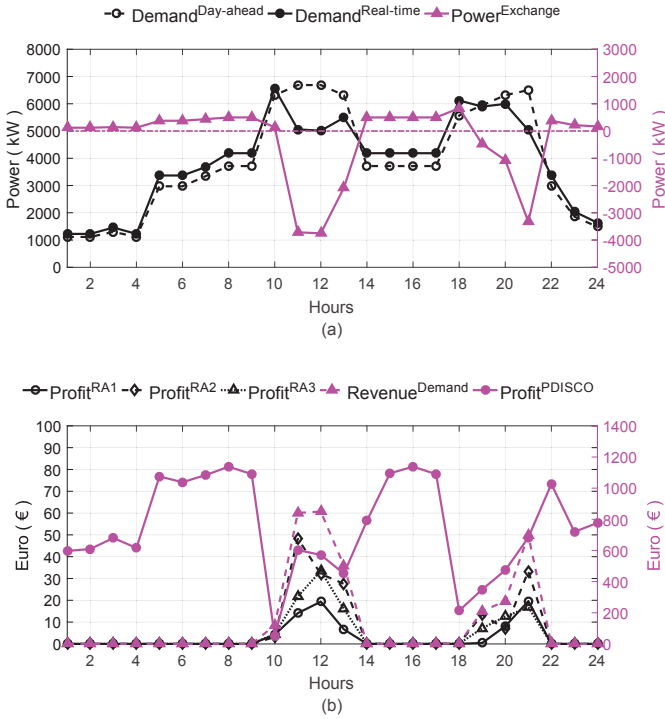 Demand Day-ahead Demand Real-time Power Exchange
8000 3000
7000 2000
6000 1000
5000 0
4000 -1000
3000 -2000
2000 -3000
1000 -4000
0 -5000
Power ( kW )
Power ( kW )
2 4 6 8 10 12 14 16 18 20 22 24
Hours
(a)
Profit RA1 Profit RA2 Profit RA3 Revenue Demand Profit PDISCO
100 1400
90
80 1200
70 1000
60 800
50
40 600
30 400
20
10 200
0 0
Euro ( € )
Euro ( € )
2 4 6 8 10 12 14 16 18 20 22 24
Hours
(b)